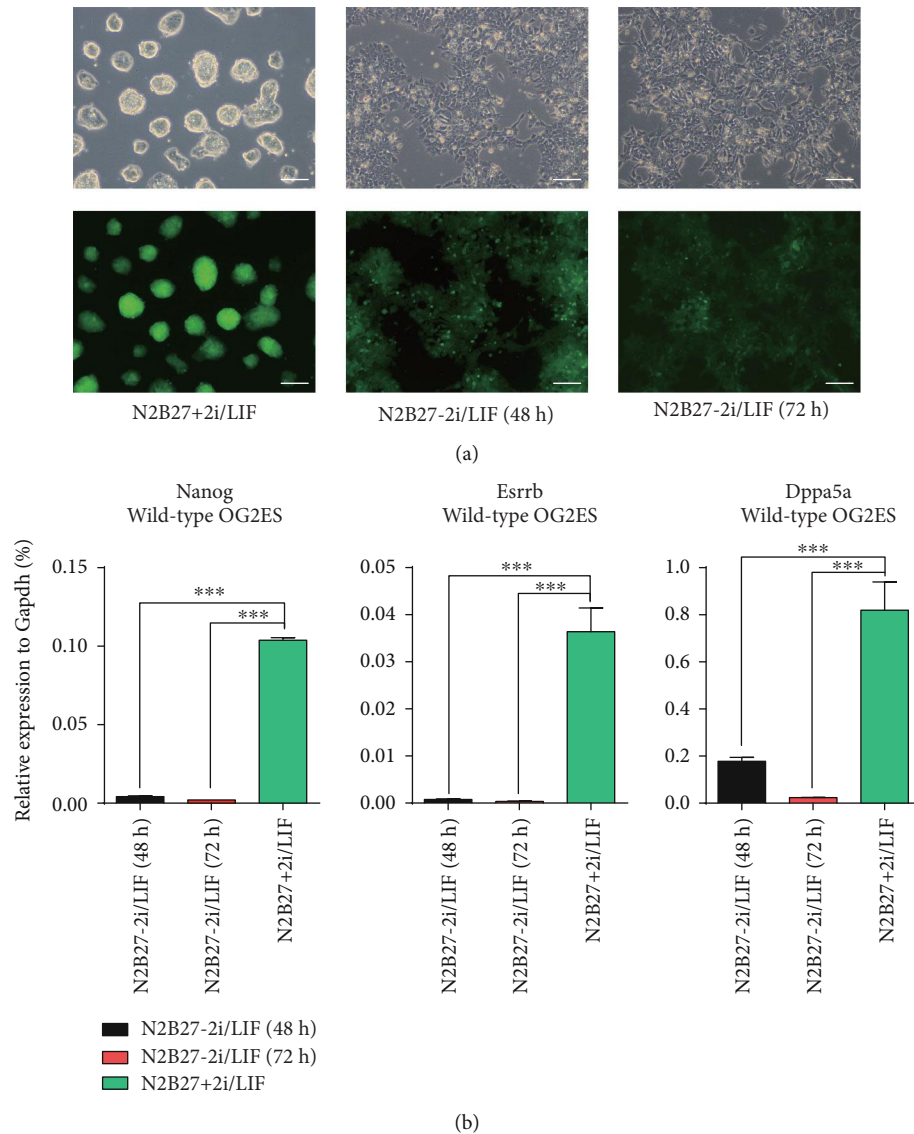 N2B27+2i/LIF
N2B27-2i/LIF (48 h)
N2B27-2i/LIF (72 h)
(a)
Nanog
Wild-type OG2ES
Relative expression to Gapdh (%)
0.15
0.10
0.05
0.00
***
***
N2B27-2i/LIF (48 h)
N2B27-2i/LIF (72 h)
N2B27+2i/LIF
Esrrb
Wild-type OG2ES
0.05
0.04
0.03
0.02
0.01
0.00
***
***
N2B27-2i/LIF (48 h)
N2B27-2i/LIF (72 h)
N2B27+2i/LIF
Dppa5a
Wild-type OG2ES
1.0
0.8
0.6
0.4
0.2
0.0
***
***
N2B27-2i/LIF (48 h)
N2B27-2i/LIF (72 h)
N2B27+2i/LIF
N2B27-2i/LIF (48 h)
N2B27-2i/LIF (72 h)
N2B27+2i/LIF
(b)